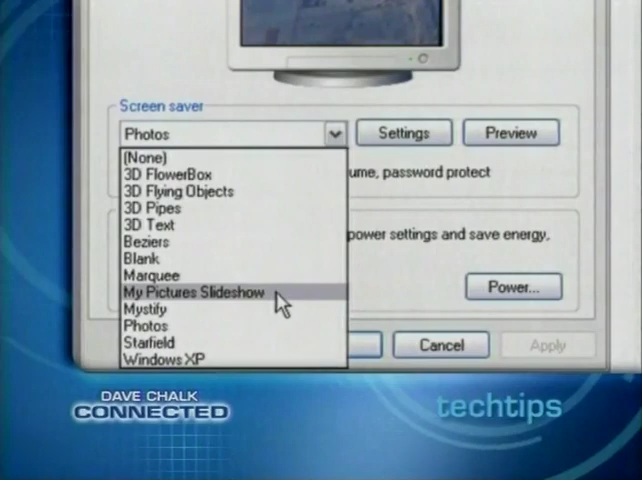 Screen saver
Photos
Settings
Preview
(None)
3D FlowerBox
3D Flying Objects
3D Pipes
3D Text
Beziers
Blank
Marquee
My Pictures Slideshow
Mystify
Photos
Starfield
Windows XP
ume, password protect
power settings and save energy,
Power...
Cancel
Apply
DAVE CHALK
CONNECTED
techtips